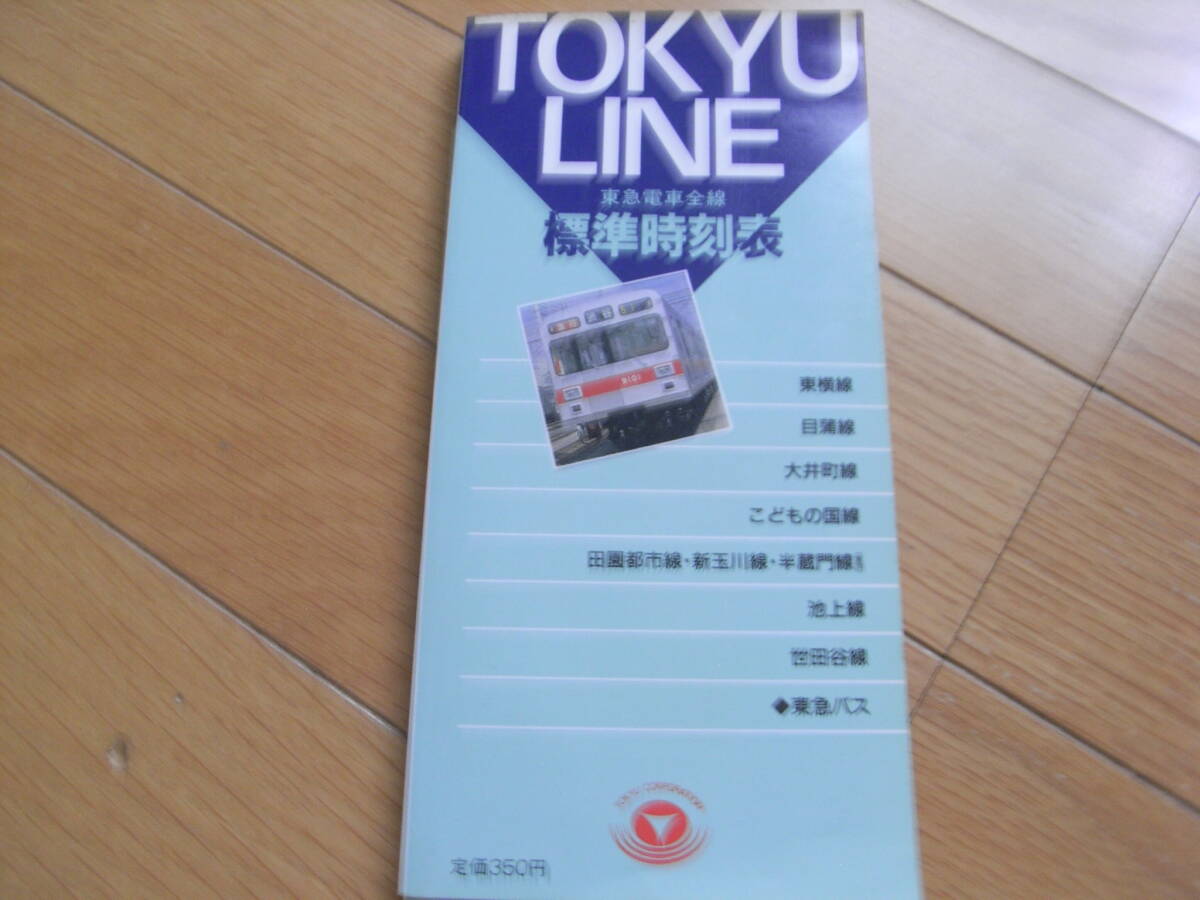 TOKYU
LINE
東急電車全線
標準時刻表
東横線
目蒲線
大井町線
こどもの国線
田園都市線・新玉川線・半蔵門線
池上線
世田谷線
◆東急バス
TOKYU CORPORATION
定価350円